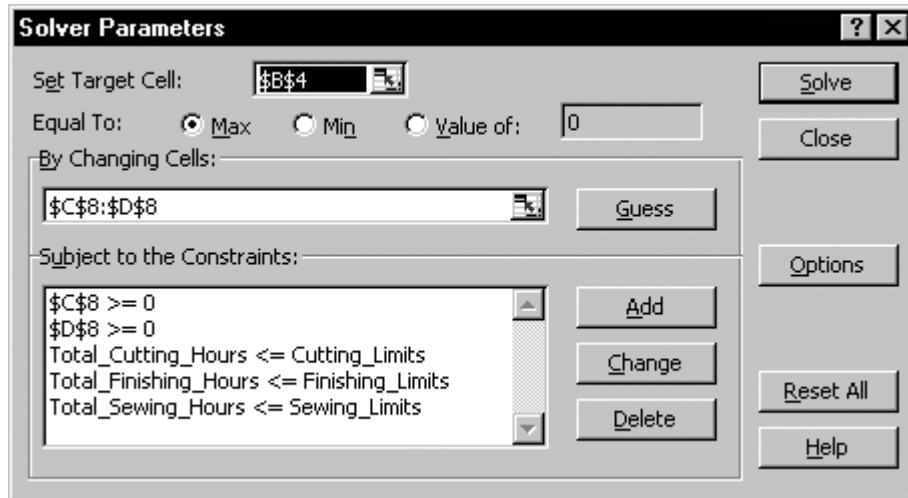 Solver Parameters
? X
Set Target Cell: $B$4
Solve
Equal To: Max Min Value of: 0
Close
By Changing Cells:
$C$8:$D$8
Guess
Subject to the Constraints:
Options
$C$8 >= 0
$D$8 >= 0
Total_Cutting_Hours <= Cutting_Limits
Total_Finishing_Hours <= Finishing_Limits
Total_Sewing_Hours <= Sewing_Limits
Add
Change
Delete
Reset All
Help